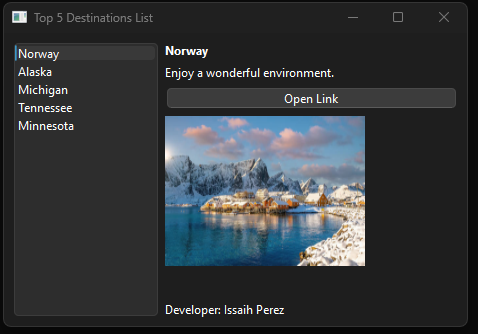 Top 5 Destinations List
Norway
Alaska
Michigan
Tennessee
Minnesota
Norway
Enjoy a wonderful environment.
Open Link
Developer: Issaih Perez